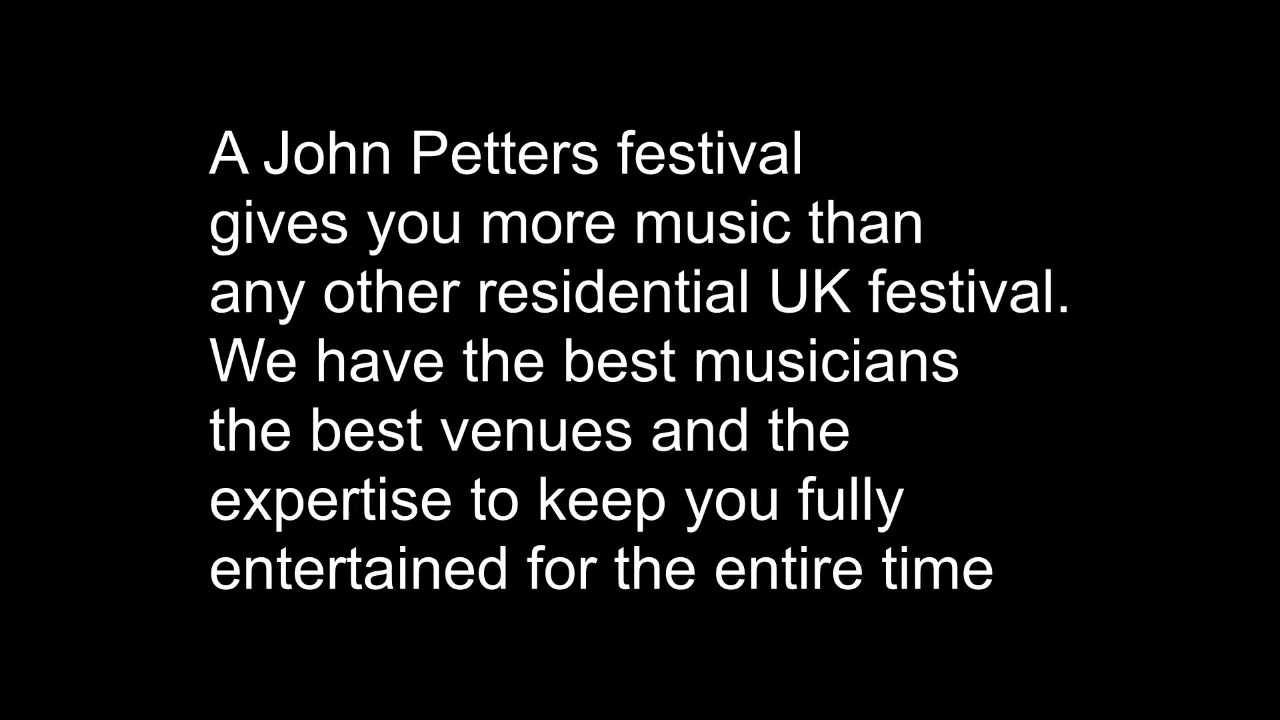 A John Petters festival
gives you more music than
any other residential UK festival.
We have the best musicians
the best venues and the
expertise to keep you fully
entertained for the entire time